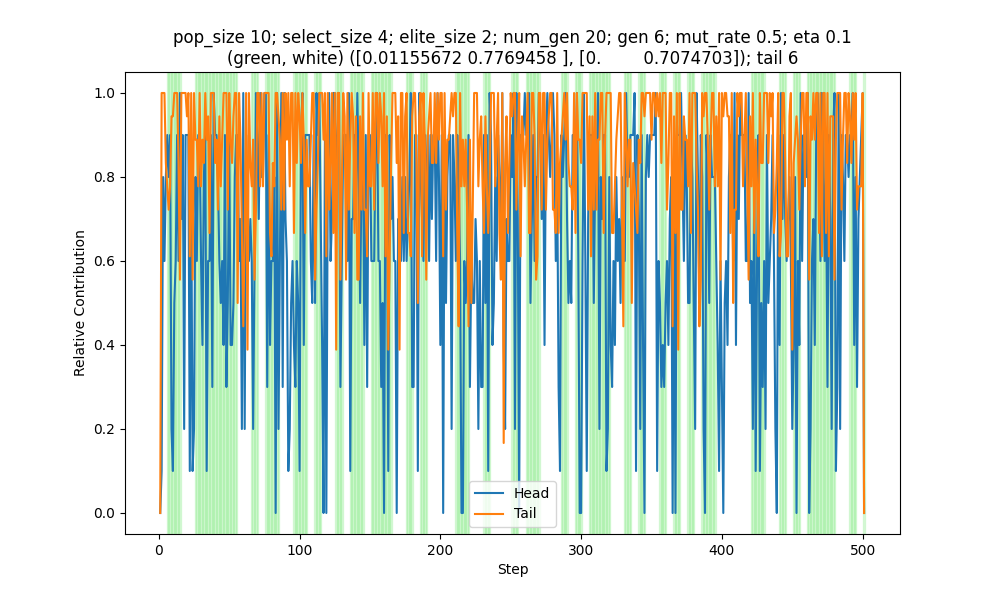 pop_size 10; select_size 4; elite_size 2; num_gen 20; gen 6; mut_rate 0.5; eta 0.1
(green, white) ([0.01155672 0.7769458 ], [0.        0.7074703]); tail 6
1.0
0.8
0.6
0.4
0.2
0.0
Relative Contribution
Head
Tail
0
100
200
300
400
500
Step